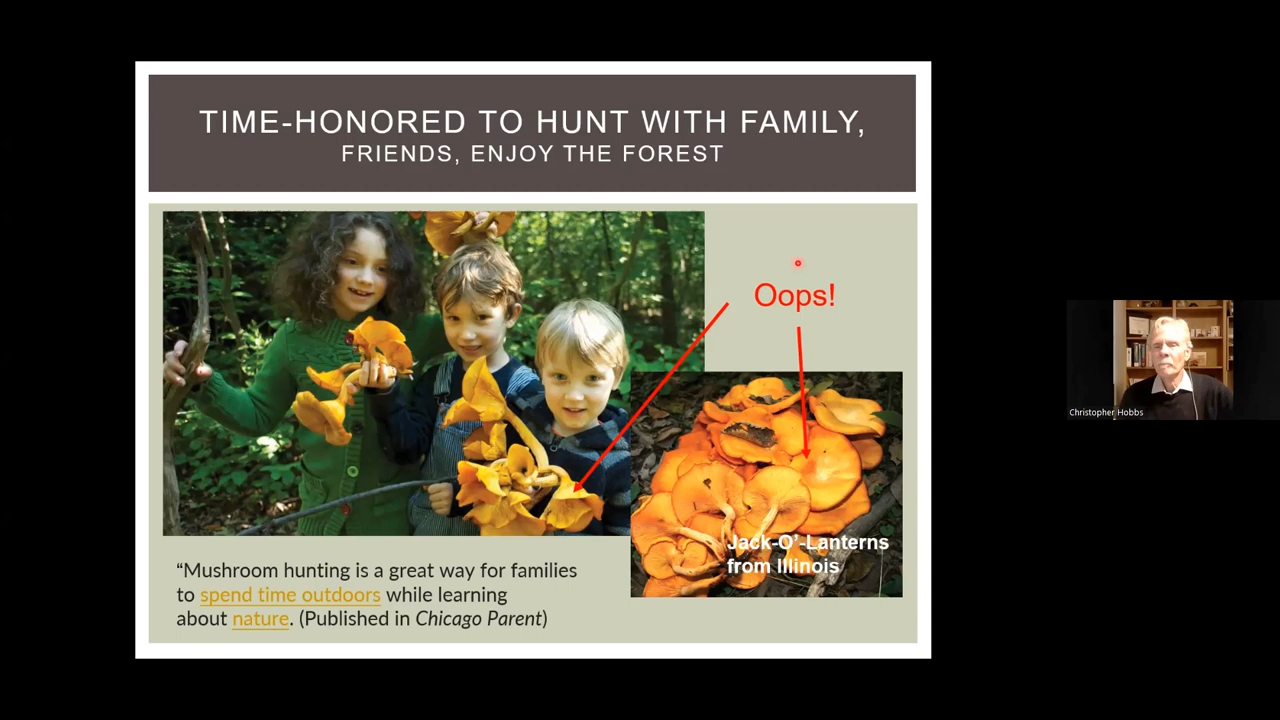 TIME-HONORED TO HUNT WITH FAMILY,
FRIENDS, ENJOY THE FOREST
Oops!
Jack-O’-Lanterns
from Illinois
“Mushroom hunting is a great way for families
to spend time outdoors while learning
about nature. (Published in Chicago Parent)
Christopher Hobbs